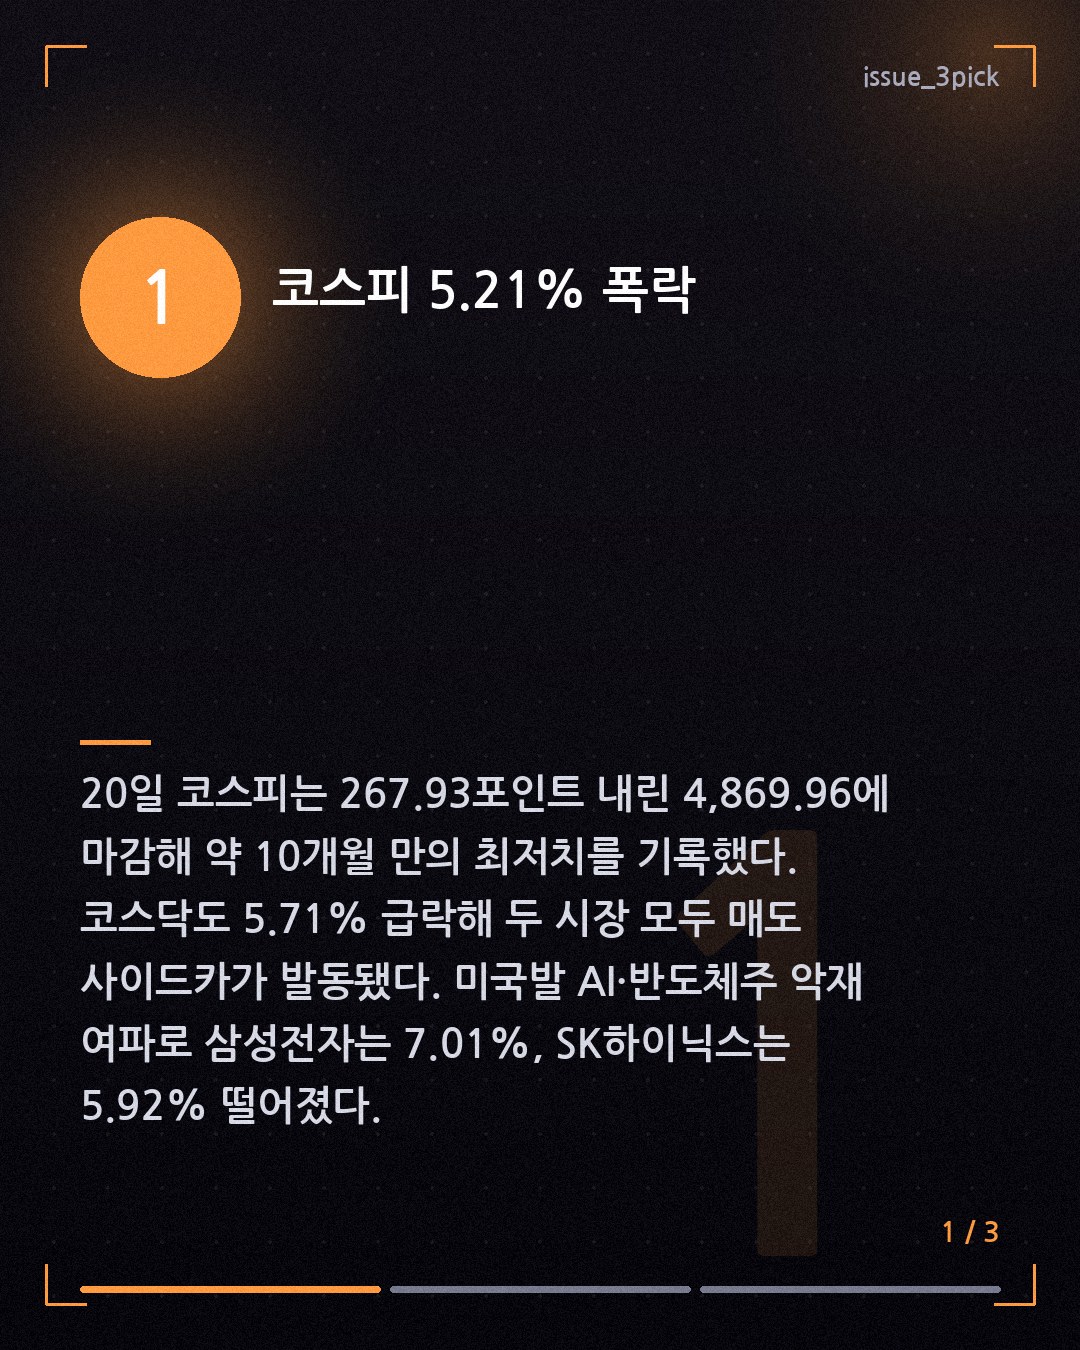 issue_3pick
1
코스피 5.21% 폭락
20일 코스피는 267.93포인트 내린 4,869.96에
마감해 약 10개월 만의 최저치를 기록했다.
코스닥도 5.71% 급락해 두 시장 모두 매도
사이드카가 발동됐다. 미국발 AI·반도체주 악재
여파로 삼성전자는 7.01%, SK하이닉스는
5.92% 떨어졌다.
1
1 / 3